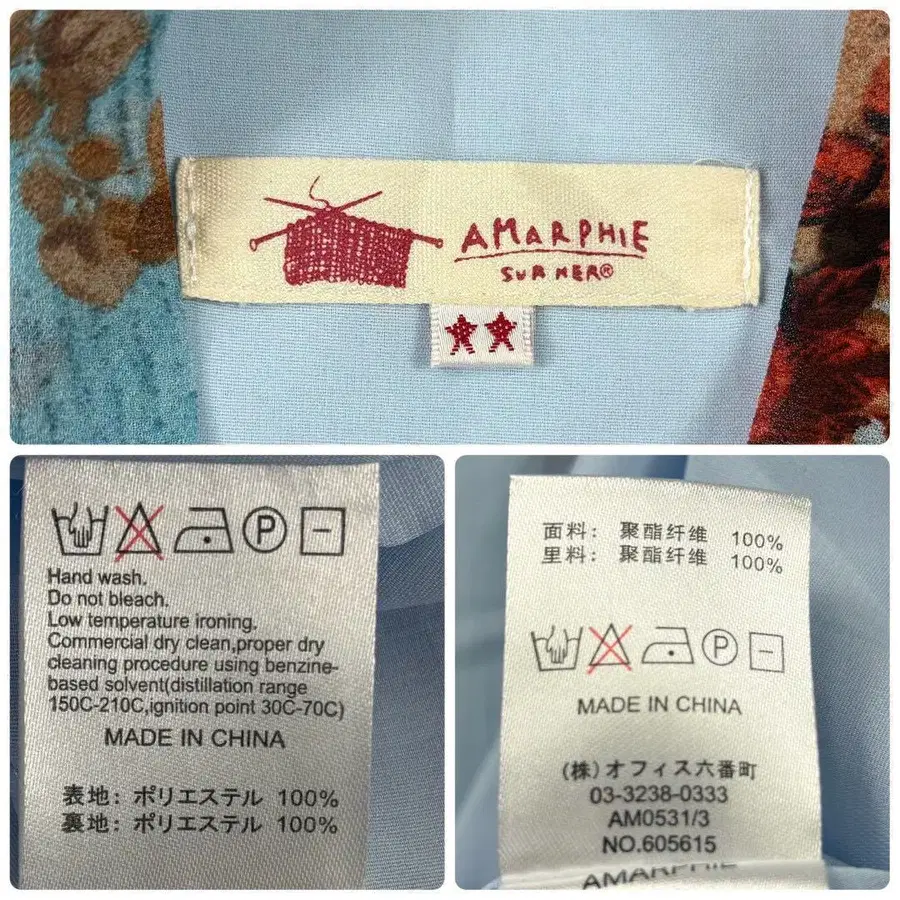 AMARPHIE
SUR MER®
Hand wash.
Do not bleach.
Low temperature ironing.
Commercial dry clean,proper dry
cleaning procedure using benzine-
based solvent(distillation range
150C-210C,ignition point 30C-70C)
MADE IN CHINA
表地: ポリエステル 100%
裏地: ポリエステル 100%
面料: 聚酯纤维 100%
里料: 聚酯纤维 100%
MADE IN CHINA
(株)オフィス六番町
03-3238-0333
AM0531/3
NO.605615
AMARPHIE